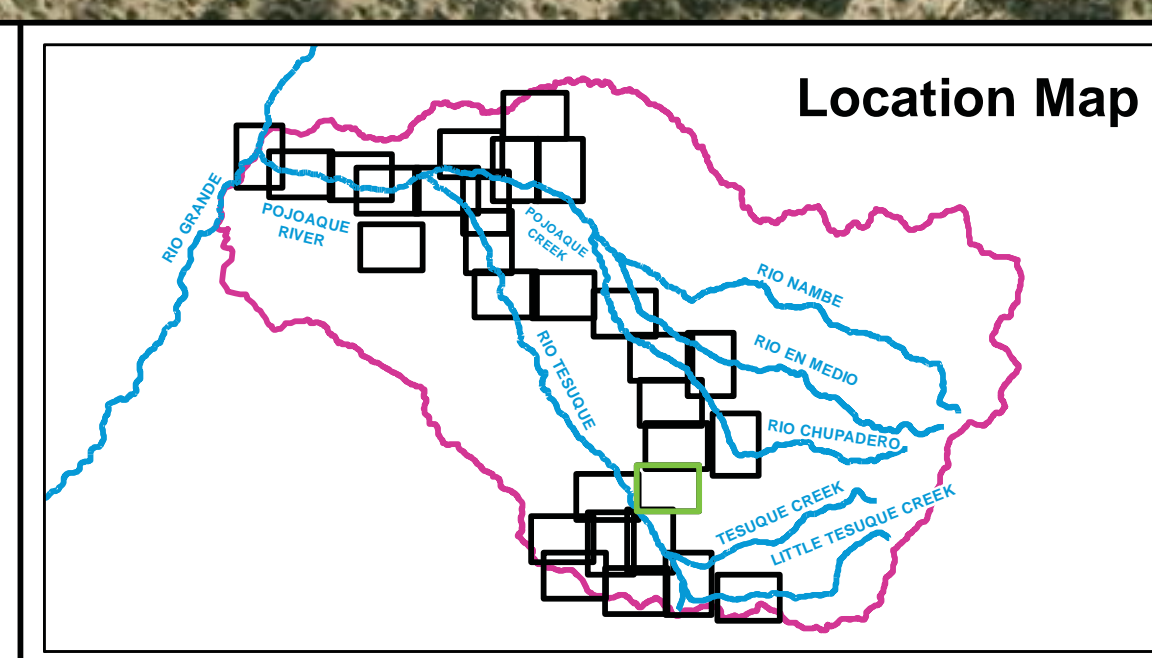 Location Map
RIO GRANDE
POJOAQUE
RIVER
POJOAQUE
CREEK
RIO NAMBE
RIO EN MEDIO
RIO TESUQUE
RIO CHUPADERO
TESUQUE CREEK
LITTLE TESUQUE CREEK